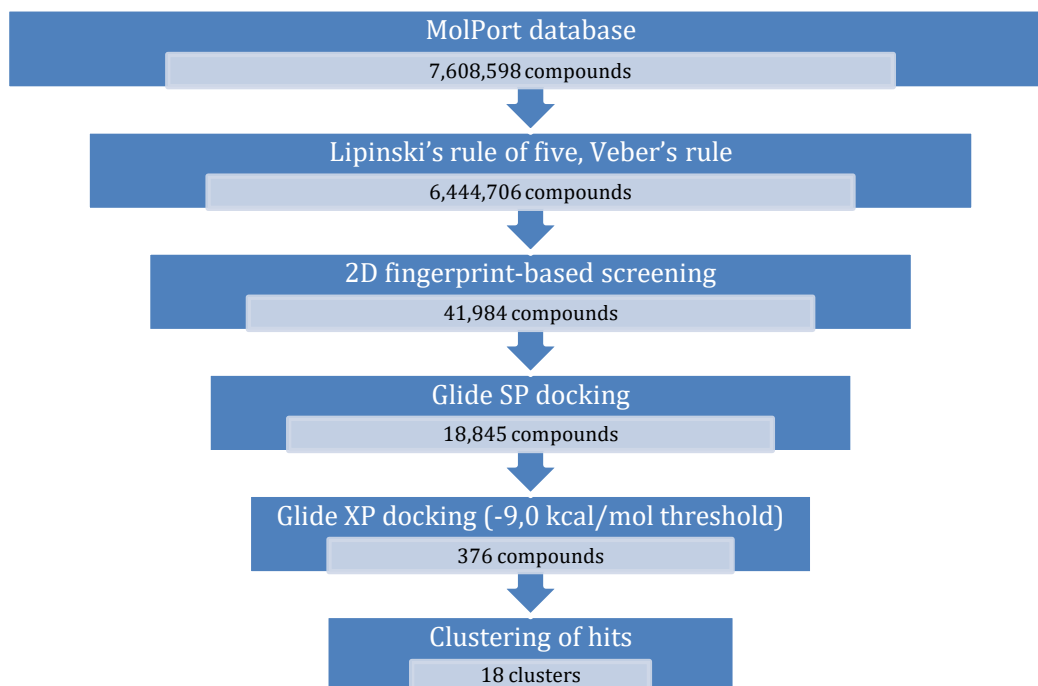 MolPort database
7,608,598 compounds
Lipinski’s rule of five, Veber’s rule
6,444,706 compounds
2D fingerprint-based screening
41,984 compounds
Glide SP docking
18,845 compounds
Glide XP docking (-9,0 kcal/mol threshold)
376 compounds
Clustering of hits
18 clusters